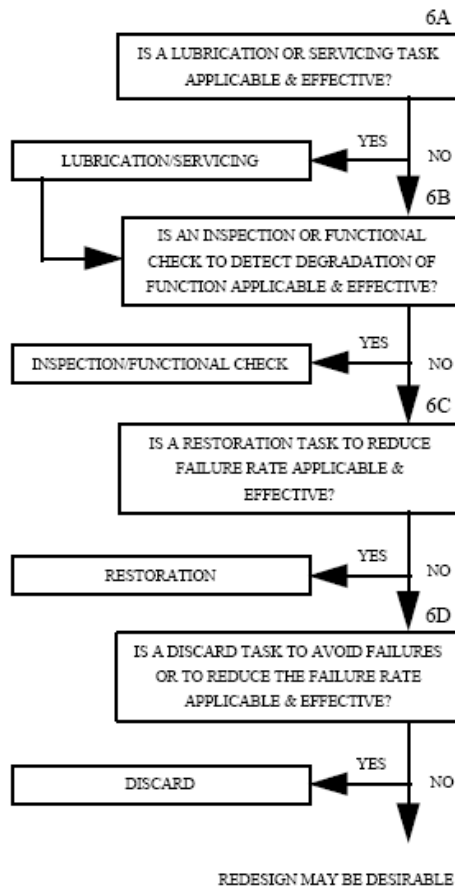 6A
IS A LUBRICATION OR SERVICING TASK
APPLICABLE & EFFECTIVE?
YES
NO
LUBRICATION/SERVICING
6B
IS AN INSPECTION OR FUNCTIONAL
CHECK TO DETECT DEGRADATION OF
FUNCTION APPLICABLE & EFFECTIVE?
YES
NO
INSPECTION/FUNCTIONAL CHECK
6C
IS A RESTORATION TASK TO REDUCE
FAILURE RATE APPLICABLE &
EFFECTIVE?
YES
NO
RESTORATION
6D
IS A DISCARD TASK TO AVOID FAILURES
OR TO REDUCE THE FAILURE RATE
APPLICABLE & EFFECTIVE?
YES
NO
DISCARD
REDESIGN MAY BE DESIRABLE